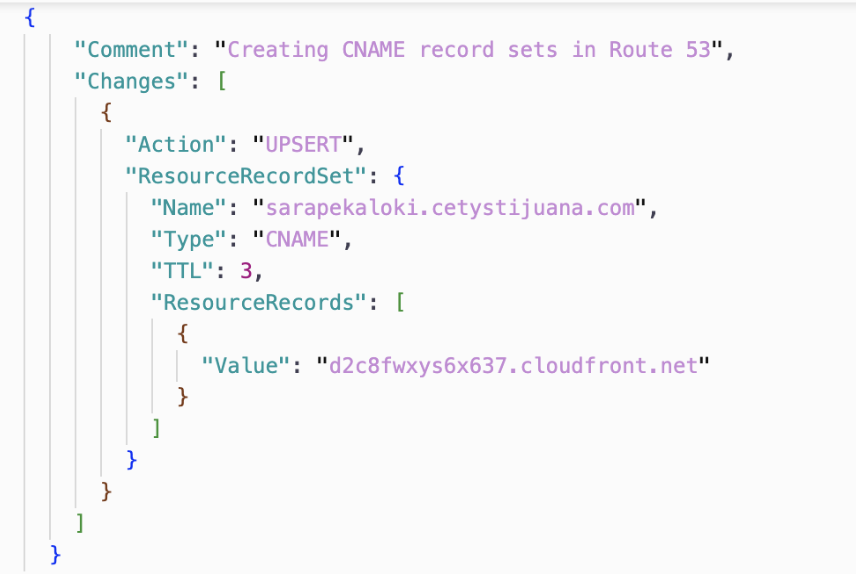 {
"Comment": "Creating CNAME record sets in Route 53",
"Changes": [
{
"Action": "UPSERT",
"ResourceRecordSet": {
"Name": "sarapekaloki.cetystijuana.com",
"Type": "CNAME",
"TTL": 3,
"ResourceRecords": [
{
"Value": "d2c8fwxys6x637.cloudfront.net"
}
]
}
}
]
}